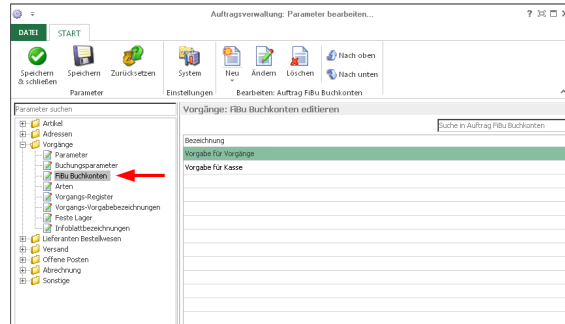 Auftragsverwaltung: Parameter bearbeiten...
DATEI START
Speichern & schließen
Speichern
Zurücksetzen
System
Neu
Ändern
Löschen
Nach oben
Nach unten
Parameter
Einstellungen
Bearbeiten: Auftrag FiBu Buchkonten
Parameter suchen
Artikel
Adressen
Vorgänge
Parameter
Buchungsparameter
FiBu Buchkonten
Arten
Vorgangs-Register
Vorgangs-Vorgabebezeichnungen
Feste Lager
Infoblattbezeichnungen
Lieferanten Bestellwesen
Versand
Offene Posten
Abrechnung
Sonstige
Vorgänge: FiBu Buchkonten editieren
Suche in Auftrag FiBu Buchkonten
Bezeichnung
Vorgabe für Vorgänge
Vorgabe für Kasse